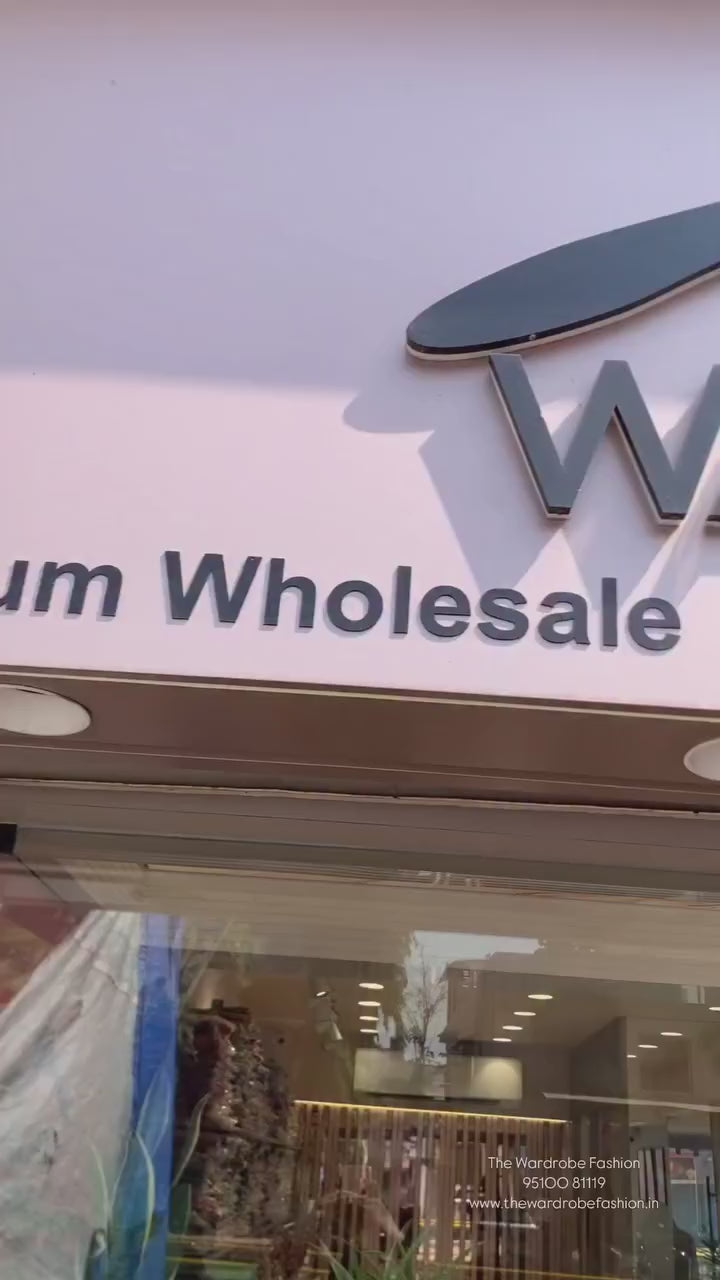 W
um Wholesale
The Wardrobe Fashion
95100 81119
www.thewardrobefashion.in